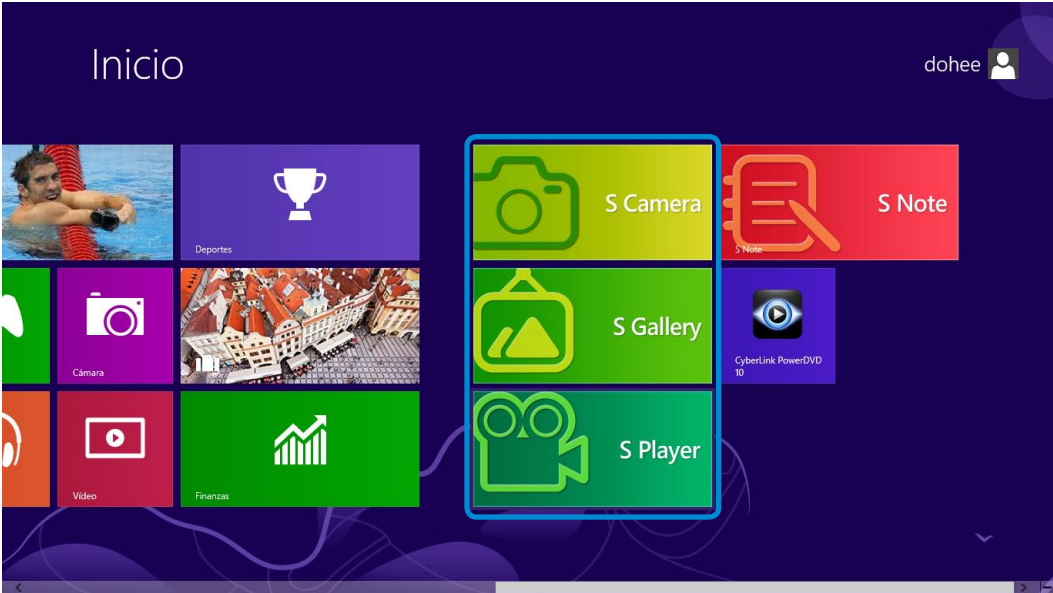 Inicio
dohee
Deportes
S Camera
S Note
S Note
Cámara
S Gallery
CyberLink PowerDVD
10
Vídeo
Finanzas
S Player